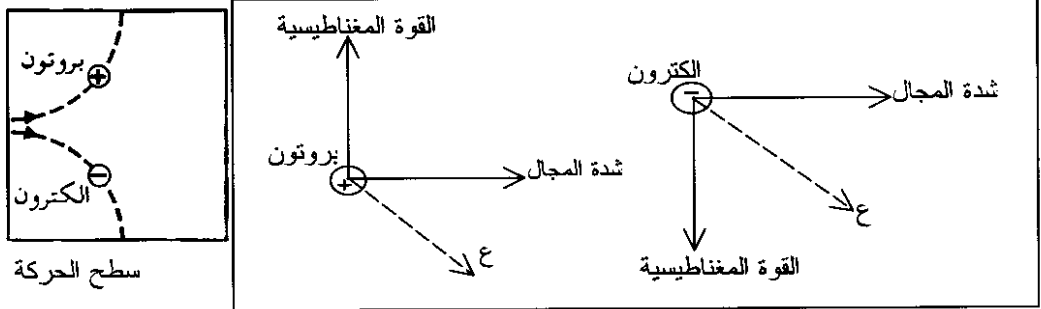 بروتون
+
−
الكترون
سطح الحركة
القوة المغناطيسية
بروتون
+
شدة المجال
ع
الكترون
−
شدة المجال
ع
القوة المغناطيسية